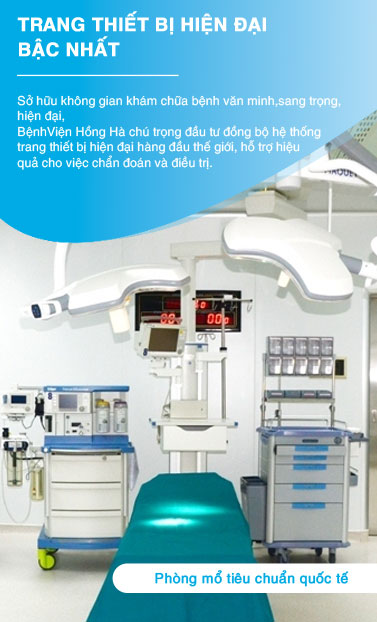 TRANG THIẾT BỊ HIỆN ĐẠI
BẬC NHẤT
Sở hữu không gian khám chữa bệnh văn minh,sang trọng,
hiện đại,
BệnhViện Hồng Hà chú trọng đầu tư đồng bộ hệ thống
trang thiết bị hiện đại hàng đầu thế giới, hỗ trợ hiệu
quả cho việc chẩn đoán và điều trị.
MAQUET
Phòng mổ tiêu chuẩn quốc tế